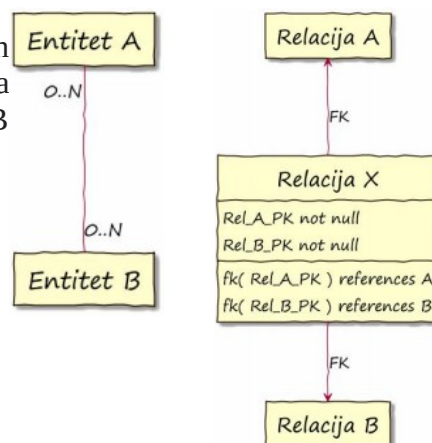 n
a
B
Entitet A
0..N
0..N
Entitet B
Relacija A
FK
Relacija X
Rel_A_PK not null
Rel_B_PK not null
fk( Rel_A_PK ) references A
fk( Rel_B_PK ) references B
FK
Relacija B